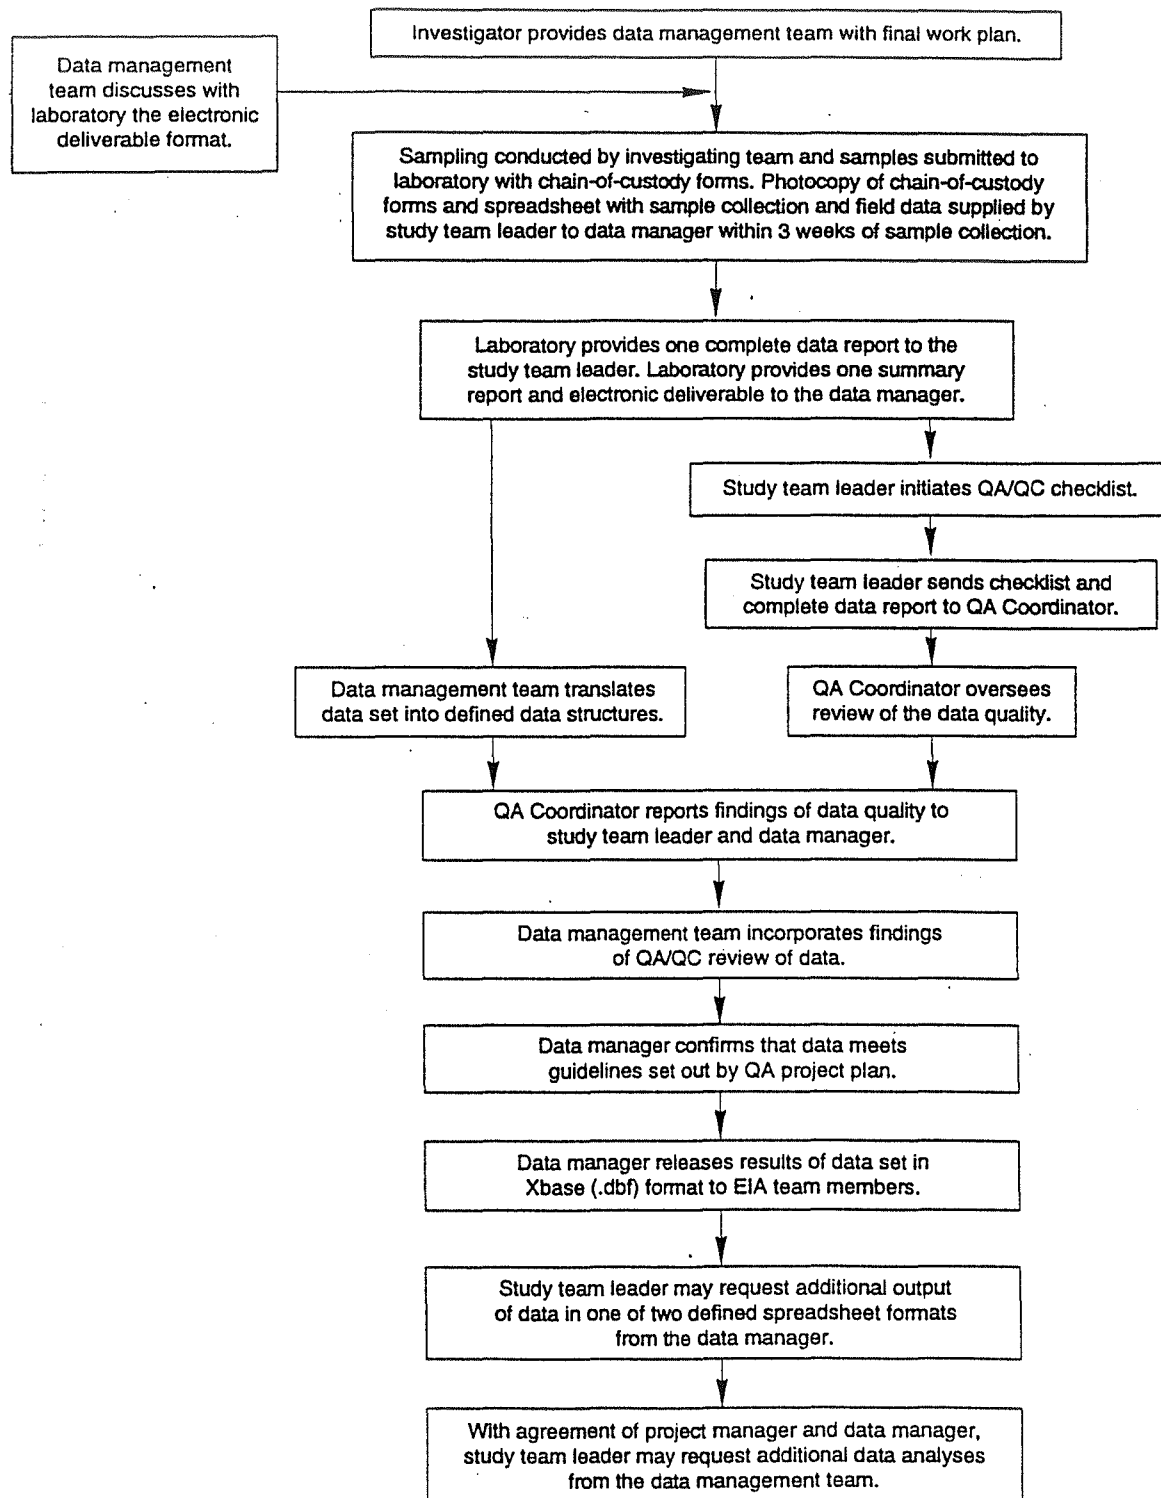 Investigator provides data management team with final work plan.
Data management
team discusses with
laboratory the electronic
deliverable format.
Sampling conducted by investigating team and samples submitted to
laboratory with chain-of-custody forms. Photocopy of chain-of-custody
forms and spreadsheet with sample collection and field data supplied by
study team leader to data manager within 3 weeks of sample collection.
Laboratory provides one complete data report to the
study team leader. Laboratory provides one summary
report and electronic deliverable to the data manager.
Study team leader initiates QA/QC checklist.
Study team leader sends checklist and
complete data report to QA Coordinator.
Data management team translates
data set into defined data structures.
QA Coordinator oversees
review of the data quality.
QA Coordinator reports findings of data quality to
study team leader and data manager.
Data management team incorporates findings
of QA/QC review of data.
Data manager confirms that data meets
guidelines set out by QA project plan.
Data manager releases results of data set in
Xbase (.dbf) format to EIA team members.
Study team leader may request additional output
of data in one of two defined spreadsheet formats
from the data manager.
With agreement of project manager and data manager,
study team leader may request additional data analyses
from the data management team.